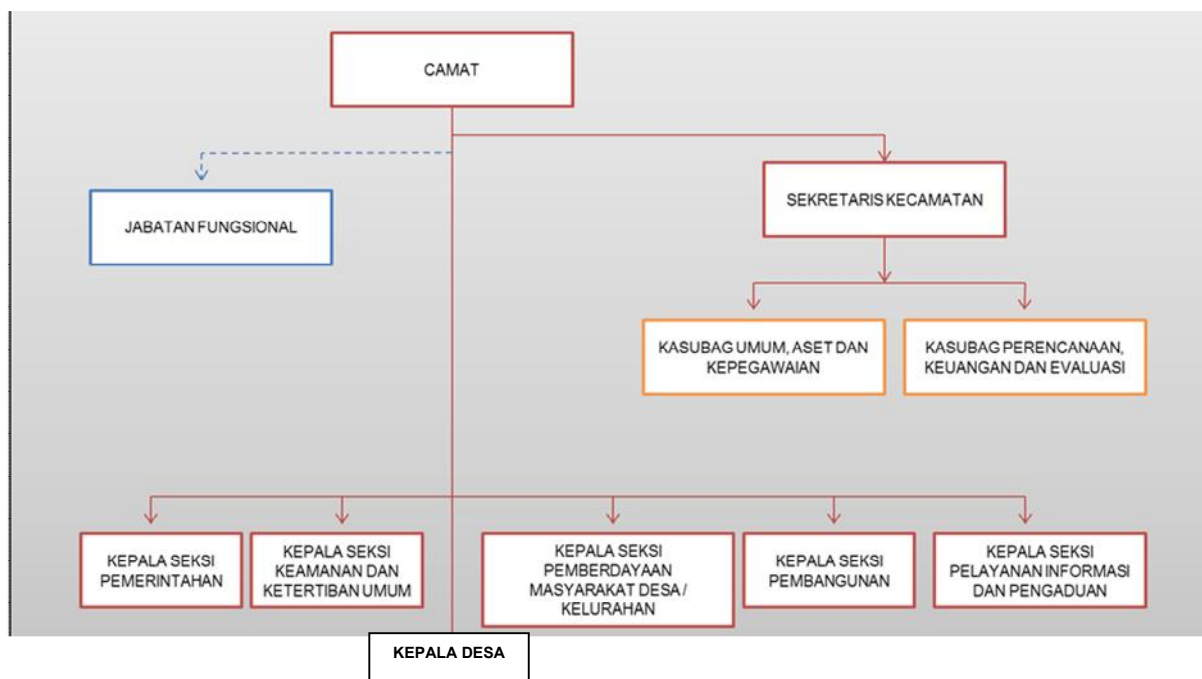 CAMAT
JABATAN FUNGSIONAL
SEKRETARIS KECAMATAN
KASUBAG UMUM, ASET DAN
KEPEGAWAIAN
KASUBAG PERENCANAAN,
KEUANGAN DAN EVALUASI
KEPALA SEKSI
PEMERINTAHAN
KEPALA SEKSI
KEAMANAN DAN
KETERTIBAN UMUM
KEPALA SEKSI
PEMBERDAYAAN
MASYARAKAT DESA /
KELURAHAN
KEPALA SEKSI
PEMBANGUNAN
KEPALA SEKSI
PELAYANAN INFORMASI
DAN PENGADUAN
KEPALA DESA